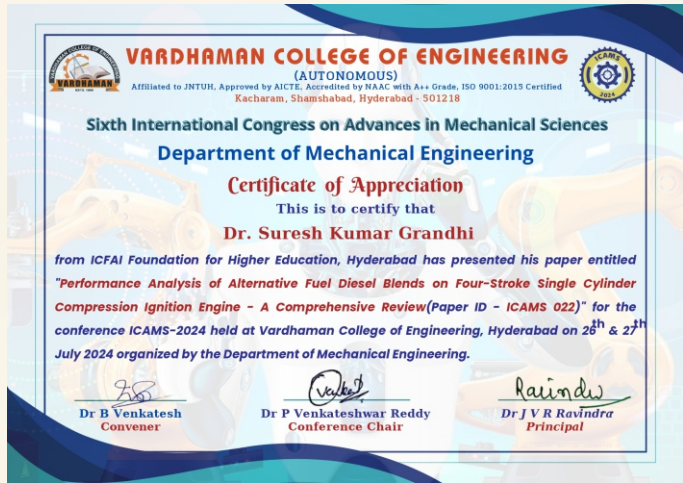 VARDHAMAN COLLEGE OF ENGINEERING
(AUTONOMOUS)
Affiliated to JNTUH, Approved by AICTE, Accredited by NAAC with A++ Grade, ISO 9001:2015 Certified
Kacharam, Shamshabad, Hyderabad - 501218
VARDHAMAN
ICAMS
2024
Sixth International Congress on Advances in Mechanical Sciences
Department of Mechanical Engineering
Certificate of Appreciation
This is to certify that
Dr. Suresh Kumar Grandhi
from ICFAI Foundation for Higher Education, Hyderabad has presented his paper entitled
"Performance Analysis of Alternative Fuel Diesel Blends on Four-Stroke Single Cylinder
Compression Ignition Engine - A Comprehensive Review(Paper ID - ICAMS 022)" for the
conference ICAMS-2024 held at Vardhaman College of Engineering, Hyderabad on 26th & 27th
July 2024 organized by the Department of Mechanical Engineering.
Venkat
Ravindra
Dr B Venkatesh
Convener
Dr P Venkateshwar Reddy
Conference Chair
Dr J V R Ravindra
Principal